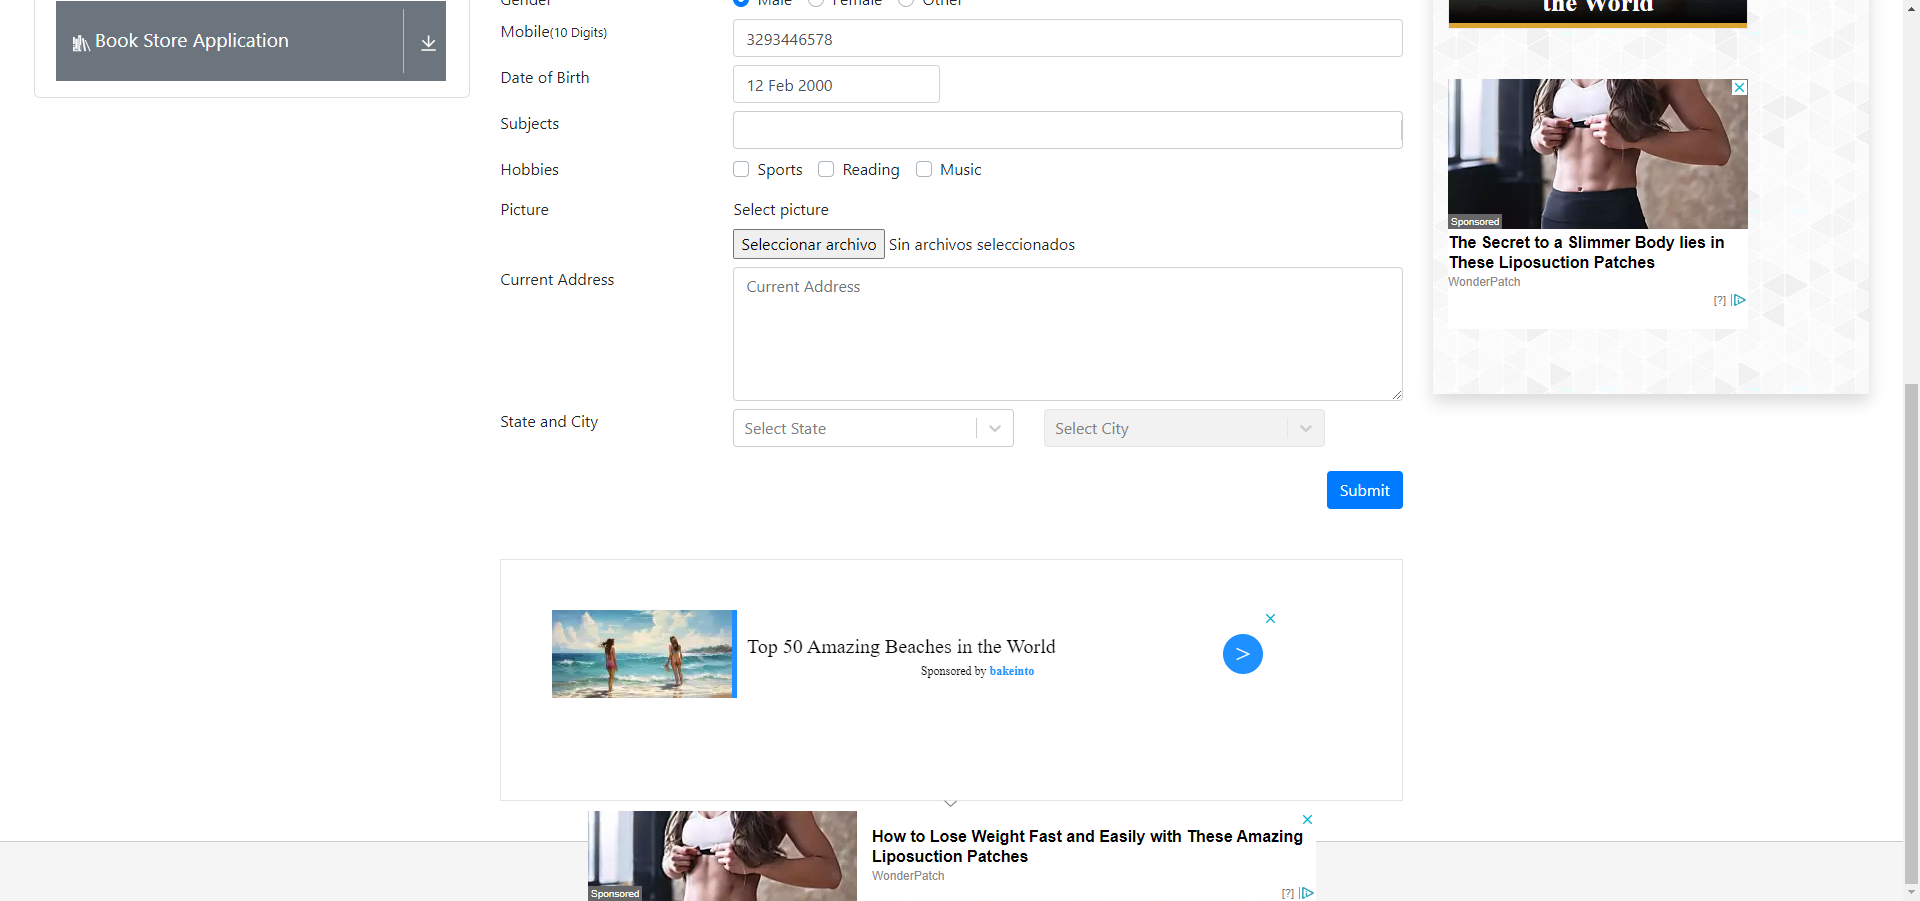 Book Store Application
Gender Male Female Other
Mobile(10 Digits) 3293446578
Date of Birth 12 Feb 2000
Subjects
Hobbies Sports Reading Music
Picture Select picture
Seleccionar archivo Sin archivos seleccionados
Current Address Current Address
State and City Select State Select City
Submit
the World
Sponsored
The Secret to a Slimmer Body lies in
These Liposuction Patches
WonderPatch
[?]
Top 50 Amazing Beaches in the World
Sponsored by bakeinto
>
Sponsored
How to Lose Weight Fast and Easily with These Amazing
Liposuction Patches
WonderPatch
[?]